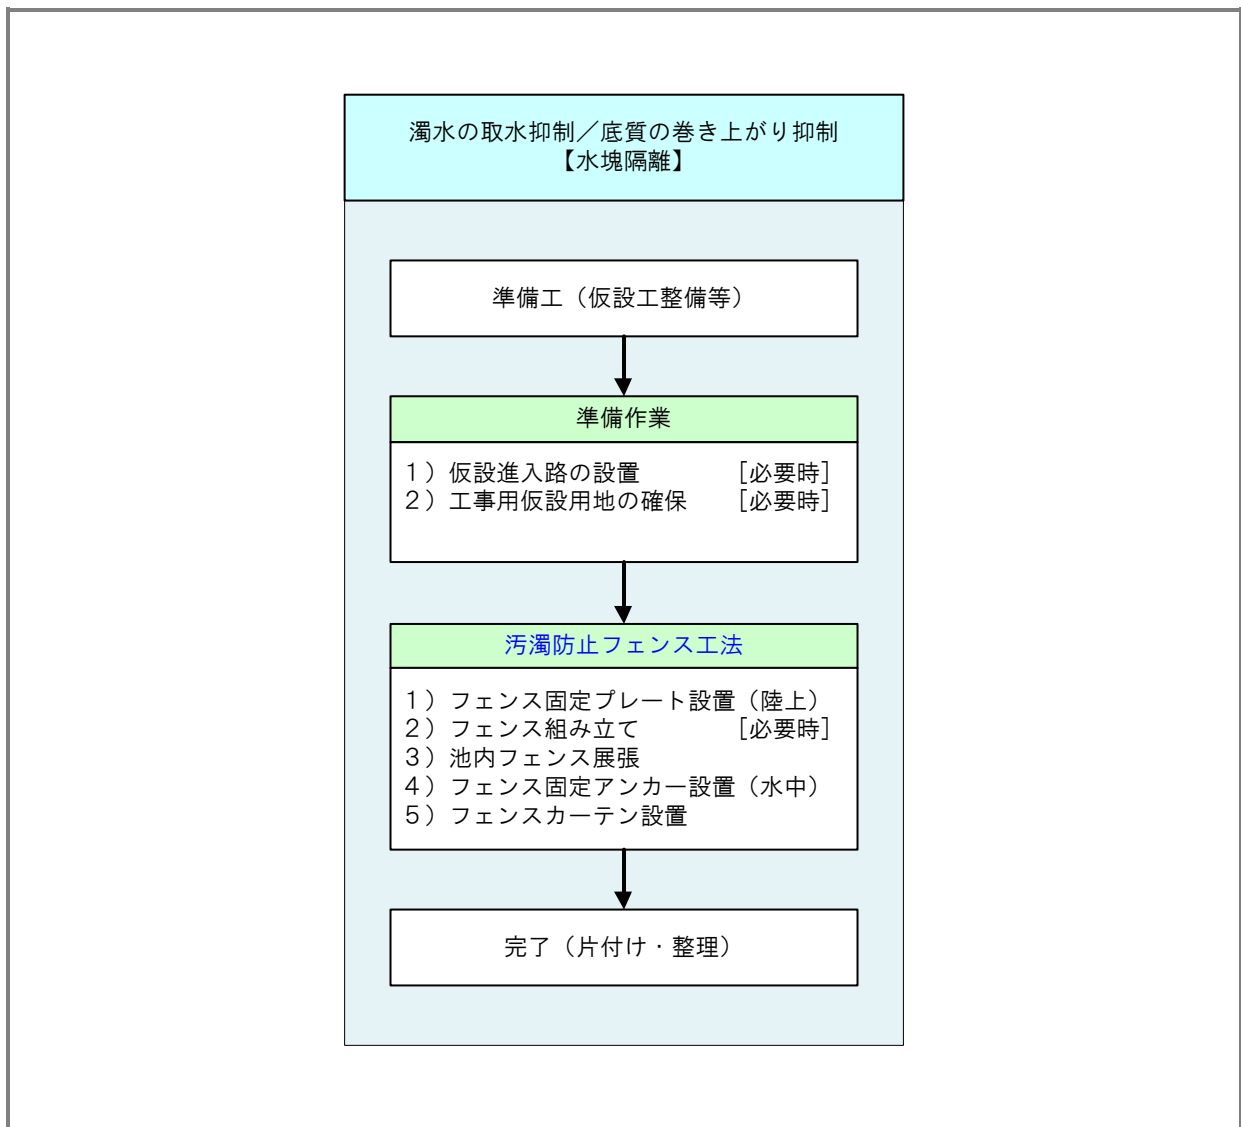 濁水の取水抑制／底質の巻き上がり抑制
【水塊隔離】
準備工（仮設工整備等）
準備作業
１）仮設進入路の設置　　　　［必要時］
２）工事用仮設用地の確保　　［必要時］
汚濁防止フェンス工法
１）フェンス固定プレート設置（陸上）
２）フェンス組み立て　　　　［必要時］
３）池内フェンス展張
４）フェンス固定アンカー設置（水中）
５）フェンスカーテン設置
完了（片付け・整理）